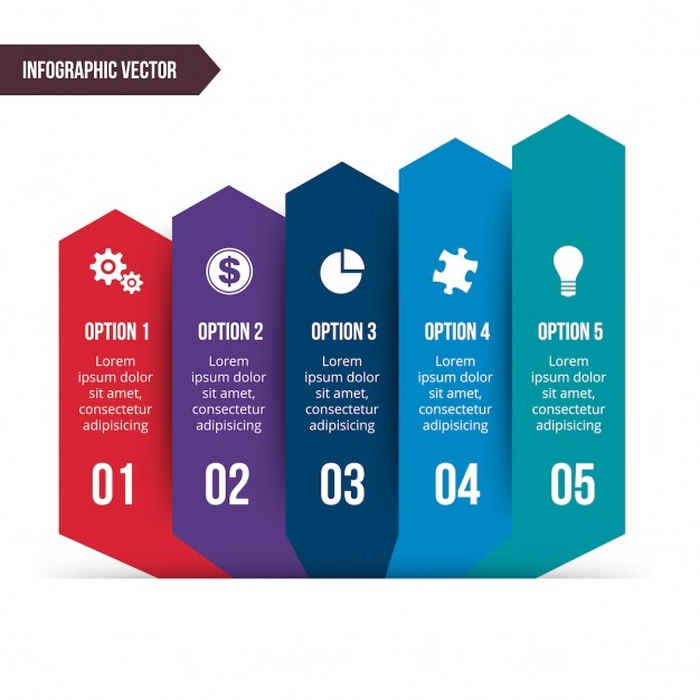 INFOGRAPHIC VECTOR
$
OPTION 1
Lorem
ipsum dolor
sit amet,
consectetur
adipisicing
01
OPTION 2
Lorem
ipsum dolor
sit amet,
consectetur
adipisicing
02
OPTION 3
Lorem
ipsum dolor
sit amet,
consectetur
adipisicing
03
OPTION 4
Lorem
ipsum dolor
sit amet,
consectetur
adipisicing
04
OPTION 5
Lorem
ipsum dolor
sit amet,
consectetur
adipisicing
05